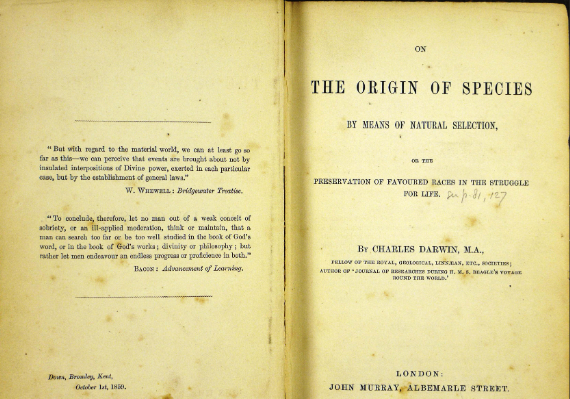 " But with regard to the material world, we can at least go so
far as this—we can perceive that events are brought about not by
insulated interpositions of Divine power, exerted in each particular
case, but by the establishment of general laws."
W. WHEWELL : Bridgewater Treatise.
" To conclude, therefore, let no man out of a weak conceit of
sobriety, or an ill-applied moderation, think or maintain, that a
man can search too far or be too well studied in the book of God's
word, or in the book of God's works ; divinity or philosophy ; but
rather let men endeavour an endless progress or proficience in both."
BACON : Advancement of Learning.
Down, Bromley, Kent,
October 1st, 1859.
ON
THE ORIGIN OF SPECIES
BY MEANS OF NATURAL SELECTION,
OR THE
PRESERVATION OF FAVOURED RACES IN THE STRUGGLE
FOR LIFE. p. 81, 127
BY CHARLES DARWIN, M.A.,
FELLOW OF THE ROYAL, GEOLOGICAL, LINNÆAN, ETC., SOCIETIES ;
AUTHOR OF 'JOURNAL OF RESEARCHES DURING H. M. S. BEAGLE'S VOYAGE
ROUND THE WORLD.'
LONDON:
JOHN MURRAY, ALBEMARLE STREET.